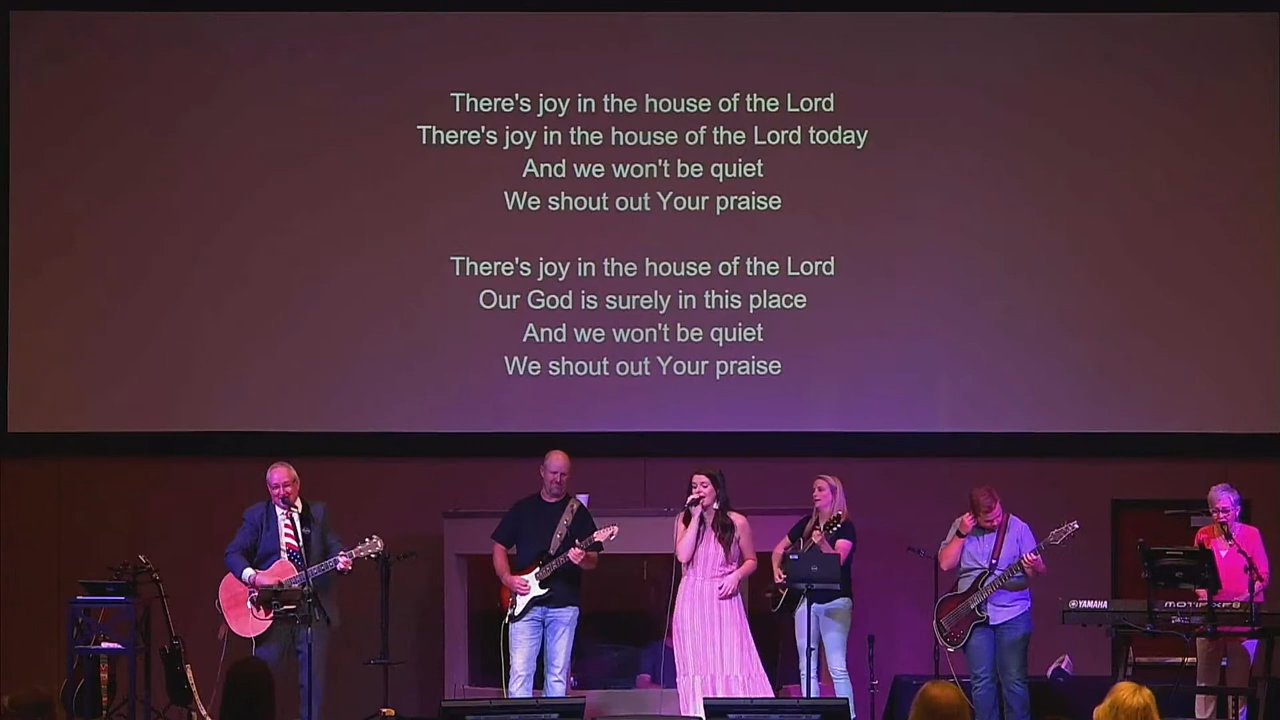 There's joy in the house of the Lord
There's joy in the house of the Lord today
And we won't be quiet
We shout out Your praise
There's joy in the house of the Lord
Our God is surely in this place
And we won't be quiet
We shout out Your praise
YAMAHA
MOTIF XF8